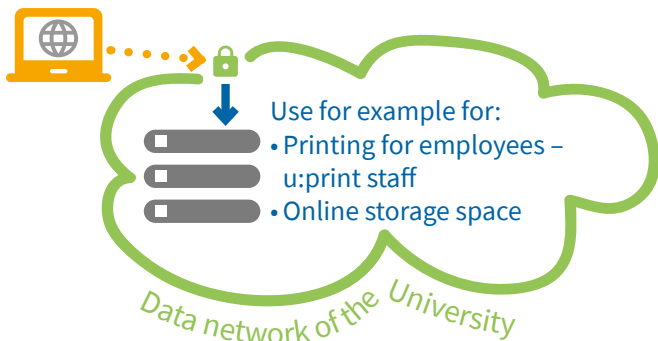 Use for example for:
• Printing for employees –
u:print staff
• Online storage space
Data network of the University